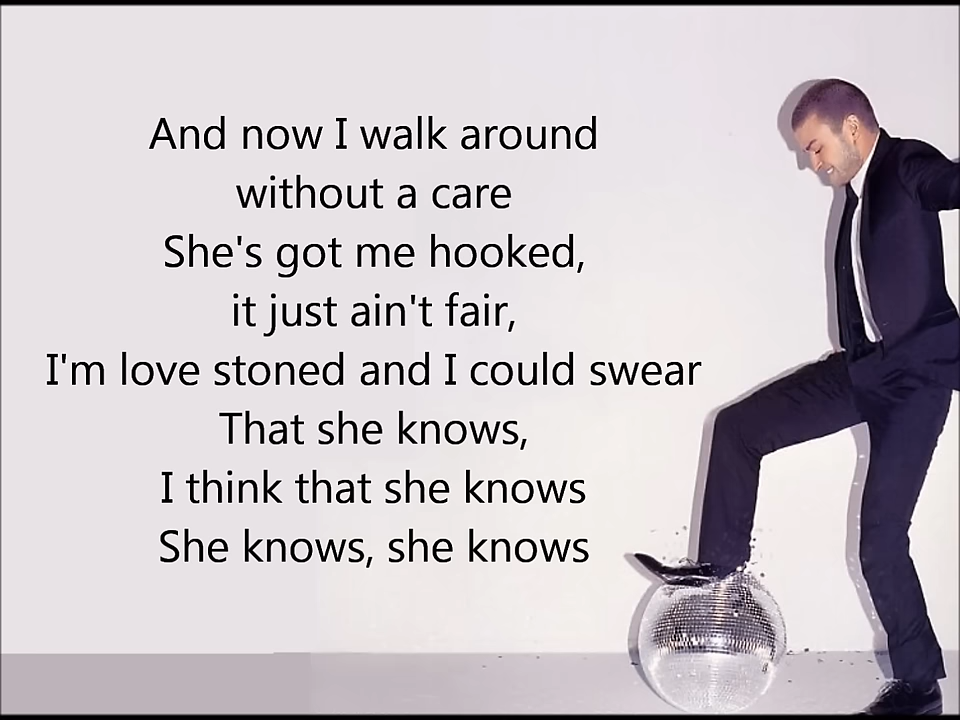 And now I walk around
without a care
She's got me hooked,
it just ain't fair,
I'm love stoned and I could swear
That she knows,
I think that she knows
She knows, she knows